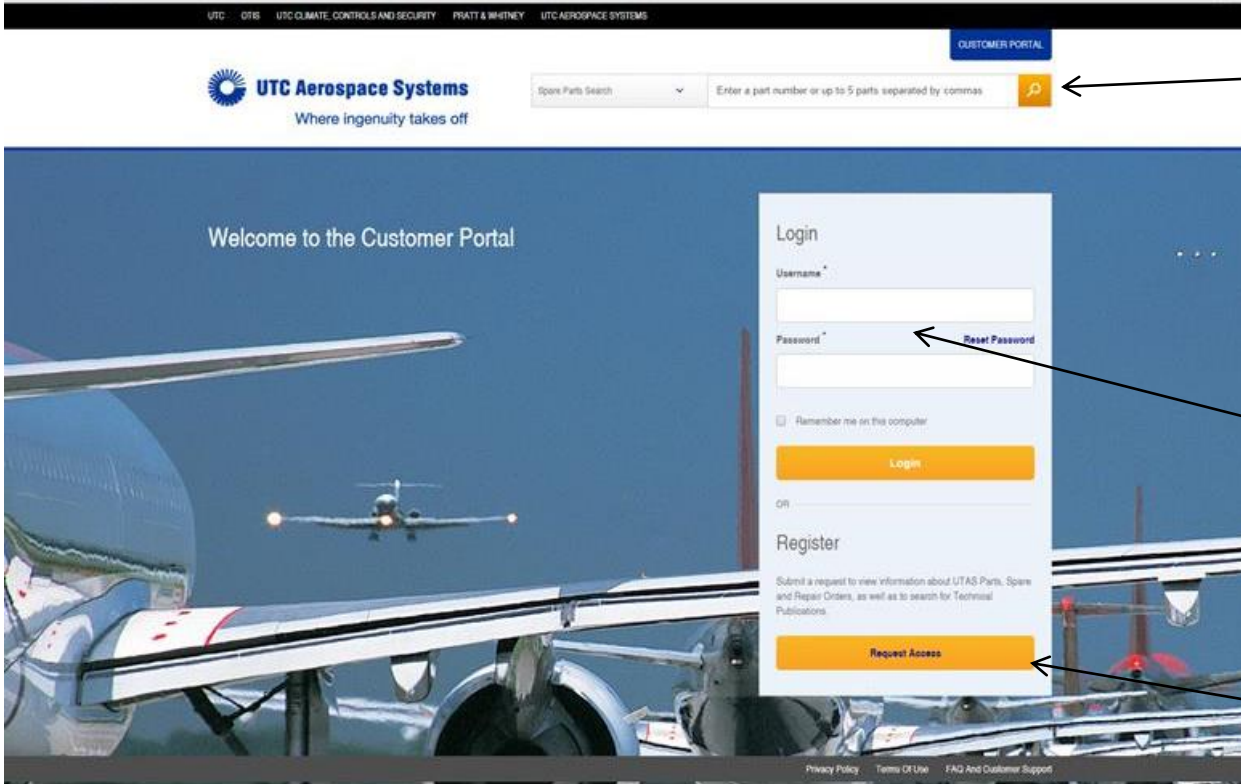 UTC OTIS UTC CLIMATE, CONTROLS AND SECURITY PRATT & WHITNEY UTC AEROSPACE SYSTEMS
CUSTOMER PORTAL
UTC Aerospace Systems
Where ingenuity takes off
Spare Parts Search
Enter a part number or up to 5 parts separated by commas
Welcome to the Customer Portal
Login
Username *
Password *
Reset Password
Remember me on this computer
Login
OR
Register
Submit a request to view information about UTAS Parts, Spare
and Repair Orders, as well as to search for Technical
Publications.
Request Access
Privacy Policy Terms Of Use FAQ And Customer Support